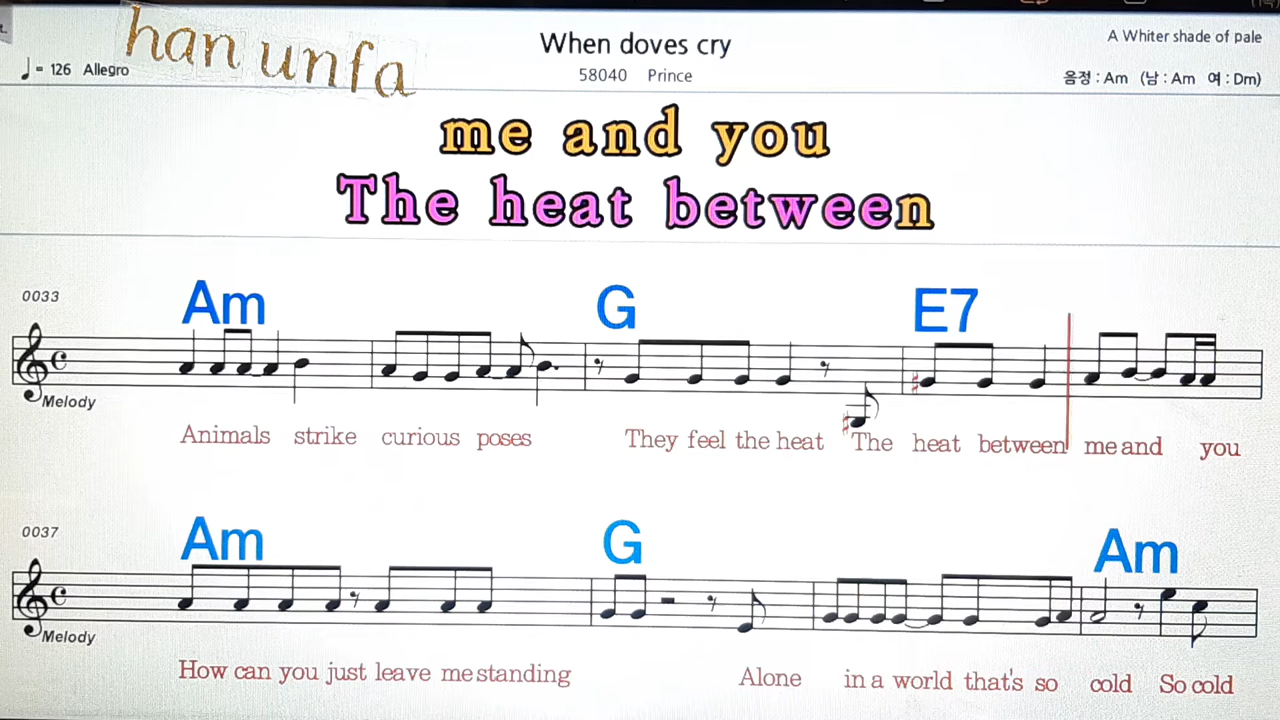 han unfa
When doves cry
A Whiter shade of pale
♩ = 126 Allegro
58040 Prince
음정 : Am (남 : Am 여 : Dm)
me and you
The heat between
0033
Am G E7
Melody
Animals strike curious poses They feel the heat The heat between me and you
0037
Am G Am
Melody
How can you just leave me standing Alone in a world that's so cold So cold